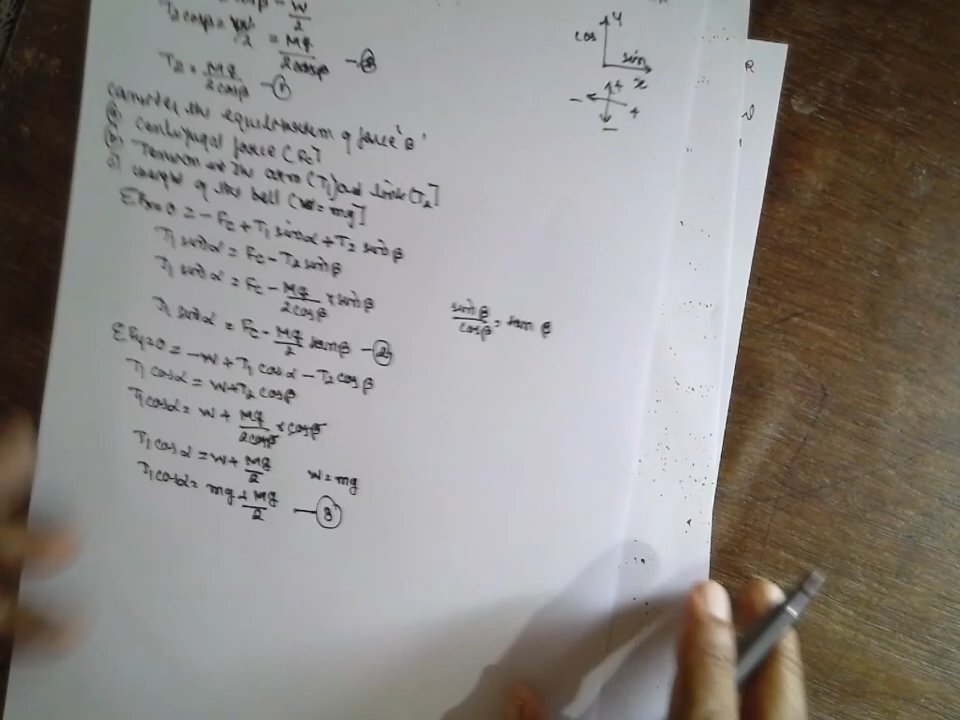 T₂cosβ = W/2 = Mg/2cosβ —②
T₂ = Mg/2cosβ —①
Consider the equilibrium of force 'B'
(a) Centrifugal force (Fc]
(b) Tension at the arm (T₁) and link (T₂]
c) weight of the ball (W = mg]
ΣFx=0 = -Fc + T₁ sinα + T₂ sinβ
T₁ sinα = Fc - T₂ sinβ
T₁ sinα = Fc - Mg/2cosβ × sinβ
sinβ/cosβ = tan β
T₁ sinα = Fc - Mg/2 tanβ —②
ΣFy=0 = -W + T₁ cosα - T₂ cosβ
T₁ cosα = W + T₂ cosβ
T₁ cosα = W + Mg/2cosβ × cosβ
T₁ cosα = W + Mg/2
W = mg
T₁ cosα = mg + Mg/2 —③
y
cos
sin
x
+
-
+
-
R